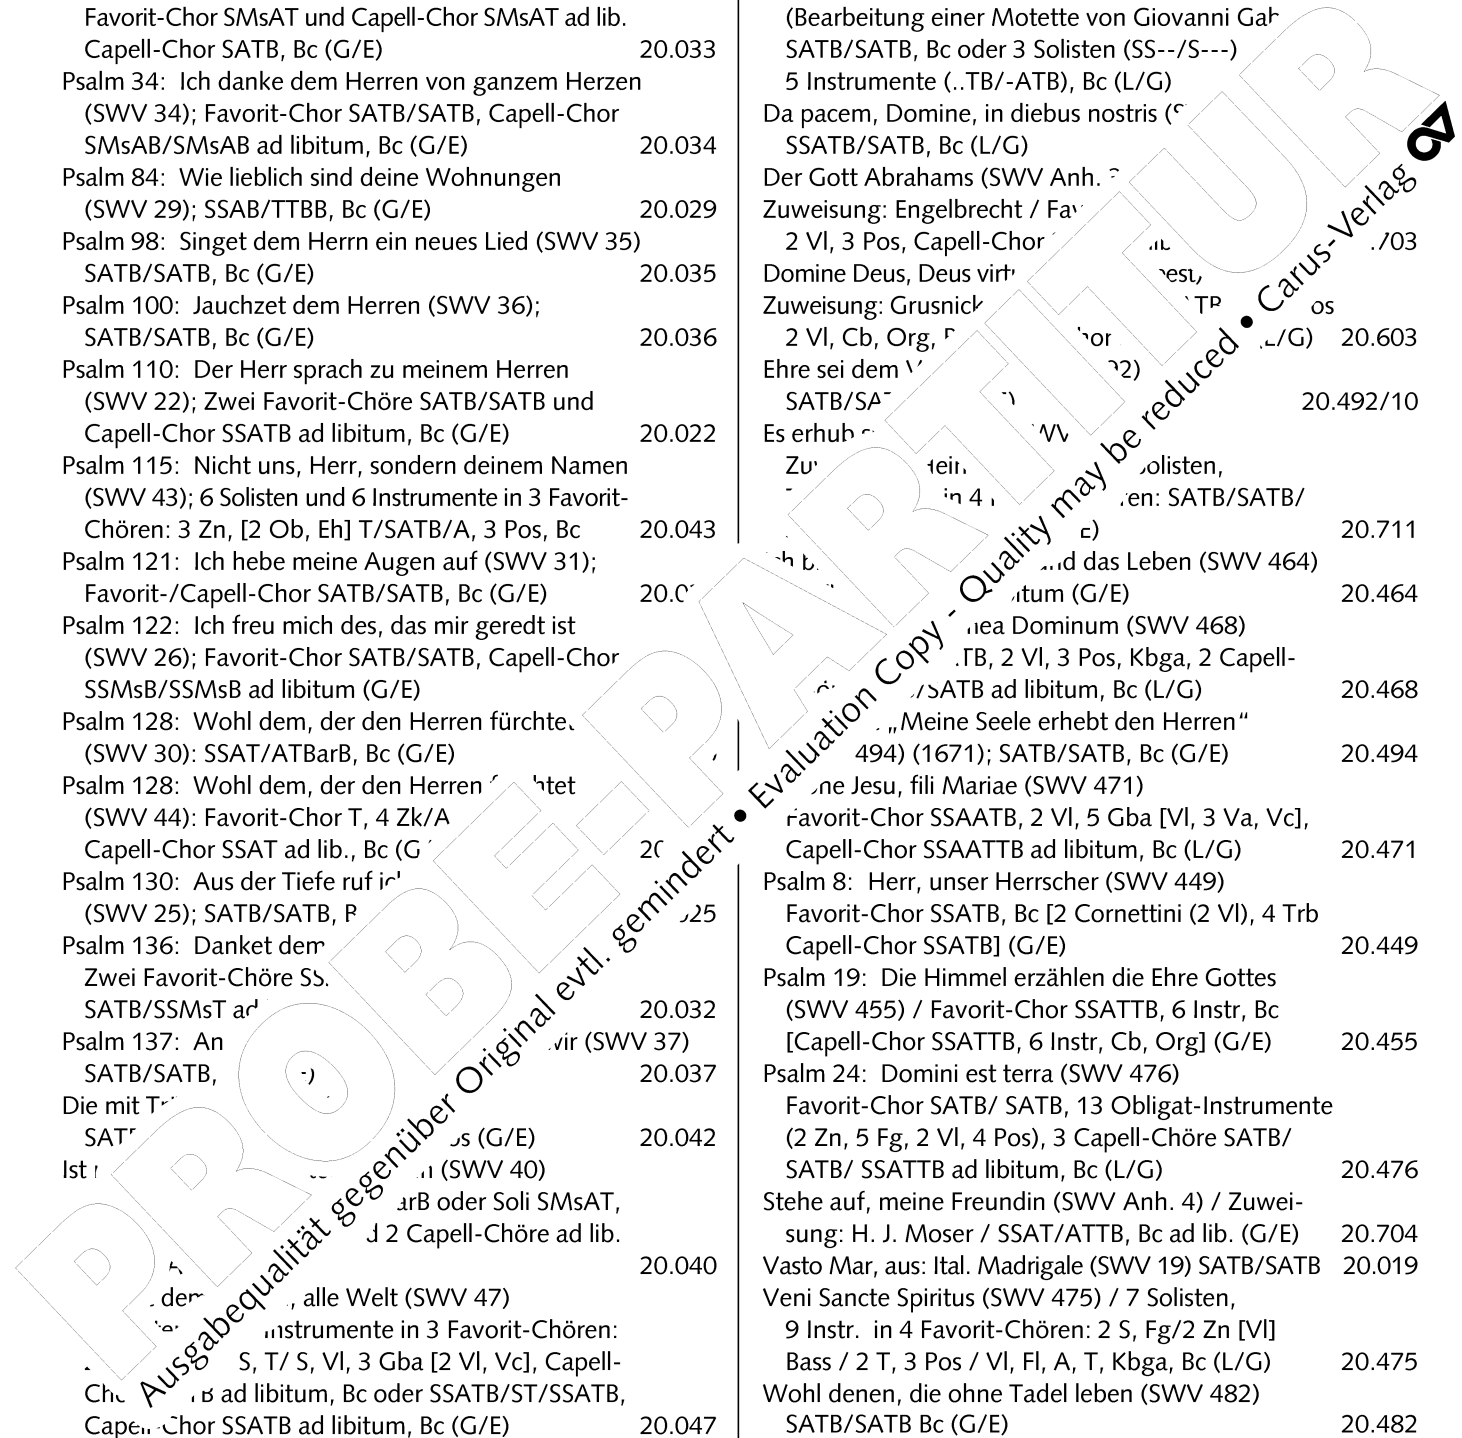 Favorit-Chor SMsAT und Capell-Chor SMsAT ad lib.
Capell-Chor SATB, Bc (G/E) 20.033
Psalm 34: Ich danke dem Herren von ganzem Herzen
(SWV 34); Favorit-Chor SATB/SATB, Capell-Chor
SMsAB/SMsAB ad libitum, Bc (G/E) 20.034
Psalm 84: Wie lieblich sind deine Wohnungen
(SWV 29); SSAB/TTBB, Bc (G/E) 20.029
Psalm 98: Singet dem Herrn ein neues Lied (SWV 35)
SATB/SATB, Bc (G/E) 20.035
Psalm 100: Jauchzet dem Herren (SWV 36);
SATB/SATB, Bc (G/E) 20.036
Psalm 110: Der Herr sprach zu meinem Herren
(SWV 22); Zwei Favorit-Chöre SATB/SATB und
Capell-Chor SSATB ad libitum, Bc (G/E) 20.022
Psalm 115: Nicht uns, Herr, sondern deinem Namen
(SWV 43); 6 Solisten und 6 Instrumente in 3 Favorit-
Chören: 3 Zn, [2 Ob, Eh] T/SATB/A, 3 Pos, Bc 20.043
Psalm 121: Ich hebe meine Augen auf (SWV 31);
Favorit-/Capell-Chor SATB/SATB, Bc (G/E)
Psalm 122: Ich freu mich des, das mir geredt ist
(SWV 26); Favorit-Chor SATB/SATB, Capell-Chor
SSMsB/SSMsB ad libitum (G/E)
Psalm 128: Wohl dem, der den Herren fürchtet
(SWV 30): SSAT/ATBarB, Bc (G/E)
Psalm 128: Wohl dem, der den Herren
(SWV 44): Favorit-Chor T, 4 Zk/A
Capell-Chor SSAT ad lib., Bc
Psalm 130: Aus der Tiefe ruf
(SWV 25); SATB/SATB,
Psalm 136: Danket dem
Zwei Favorit-Chöre
SATB/SSMsT 20.032
Psalm 137: An (SWV 37)
SATB/SATB, 20.037
Die mit
(G/E) 20.042
Ist (SWV 40)
oder Soli SMsAT,
2 Capell-Chöre ad lib.
20.040
alle Welt (SWV 47)
in 3 Favorit-Chören:
S, T/ S, Vl, 3 Gba [2 Vl, Vc], Capell-
ad libitum, Bc oder SSATB/ST/SSATB,
Capell-Chor SSATB ad libitum, Bc (G/E) 20.047
(Bearbeitung einer Motette von Giovanni
SATB/SATB, Bc oder 3 Solisten (SS--/S---)
5 Instrumente (..TB/-ATB), Bc (L/G)
Da pacem, Domine, in diebus nostris
SSATB/SATB, Bc (L/G)
Der Gott Abrahams (SWV Anh.
Zuweisung: Engelbrecht /
2 Vl, 3 Pos, Capell-Chor
Domine Deus, Deus
Zuweisung: Grusnick
2 Vl, Cb, Org, 20.603
Ehre sei dem
20.492/10
Es erhub
Solisten,
in 4 SATB/SATB/
20.711
und das Leben (SWV 464)
(G/E) 20.464
mea Dominum (SWV 468)
2 Vl, 3 Pos, Kbga, 2 Capell-
ad libitum, Bc (L/G) 20.468
„Meine Seele erhebt den Herren“
494) (1671); SATB/SATB, Bc (G/E) 20.494
Jesu, fili Mariae (SWV 471)
Favorit-Chor SSAATB, 2 Vl, 5 Gba [Vl, 3 Va, Vc],
Capell-Chor SSAATTB ad libitum, Bc (L/G) 20.471
Psalm 8: Herr, unser Herrscher (SWV 449)
Favorit-Chor SSATB, Bc [2 Cornettini (2 Vl), 4 Trb
Capell-Chor SSATB] (G/E) 20.449
Psalm 19: Die Himmel erzählen die Ehre Gottes
(SWV 455) / Favorit-Chor SSATTB, 6 Instr, Bc
[Capell-Chor SSATTB, 6 Instr, Cb, Org] (G/E) 20.455
Psalm 24: Domini est terra (SWV 476)
Favorit-Chor SATB/ SATB, 13 Obligat-Instrumente
(2 Zn, 5 Fg, 2 Vl, 4 Pos), 3 Capell-Chöre SATB/
SATB/ SSATTB ad libitum, Bc (L/G) 20.476
Stehe auf, meine Freundin (SWV Anh. 4) / Zuwei-
sung: H. J. Moser / SSAT/ATTB, Bc ad lib. (G/E) 20.704
Vasto Mar, aus: Ital. Madrigale (SWV 19) SATB/SATB 20.019
Veni Sancte Spiritus (SWV 475) / 7 Solisten,
9 Instr. in 4 Favorit-Chören: 2 S, Fg/2 Zn [Vl]
Bass / 2 T, 3 Pos / Vl, Fl, A, T, Kbga, Bc (L/G) 20.475
Wohl denen, die ohne Tadel leben (SWV 482)
SATB/SATB Bc (G/E) 20.482
PROBE-PARTITUR
Ausgabequalität gegenüber Original evtl. gemindert • Evaluation Copy - Quality may be reduced • Carus-Verlag